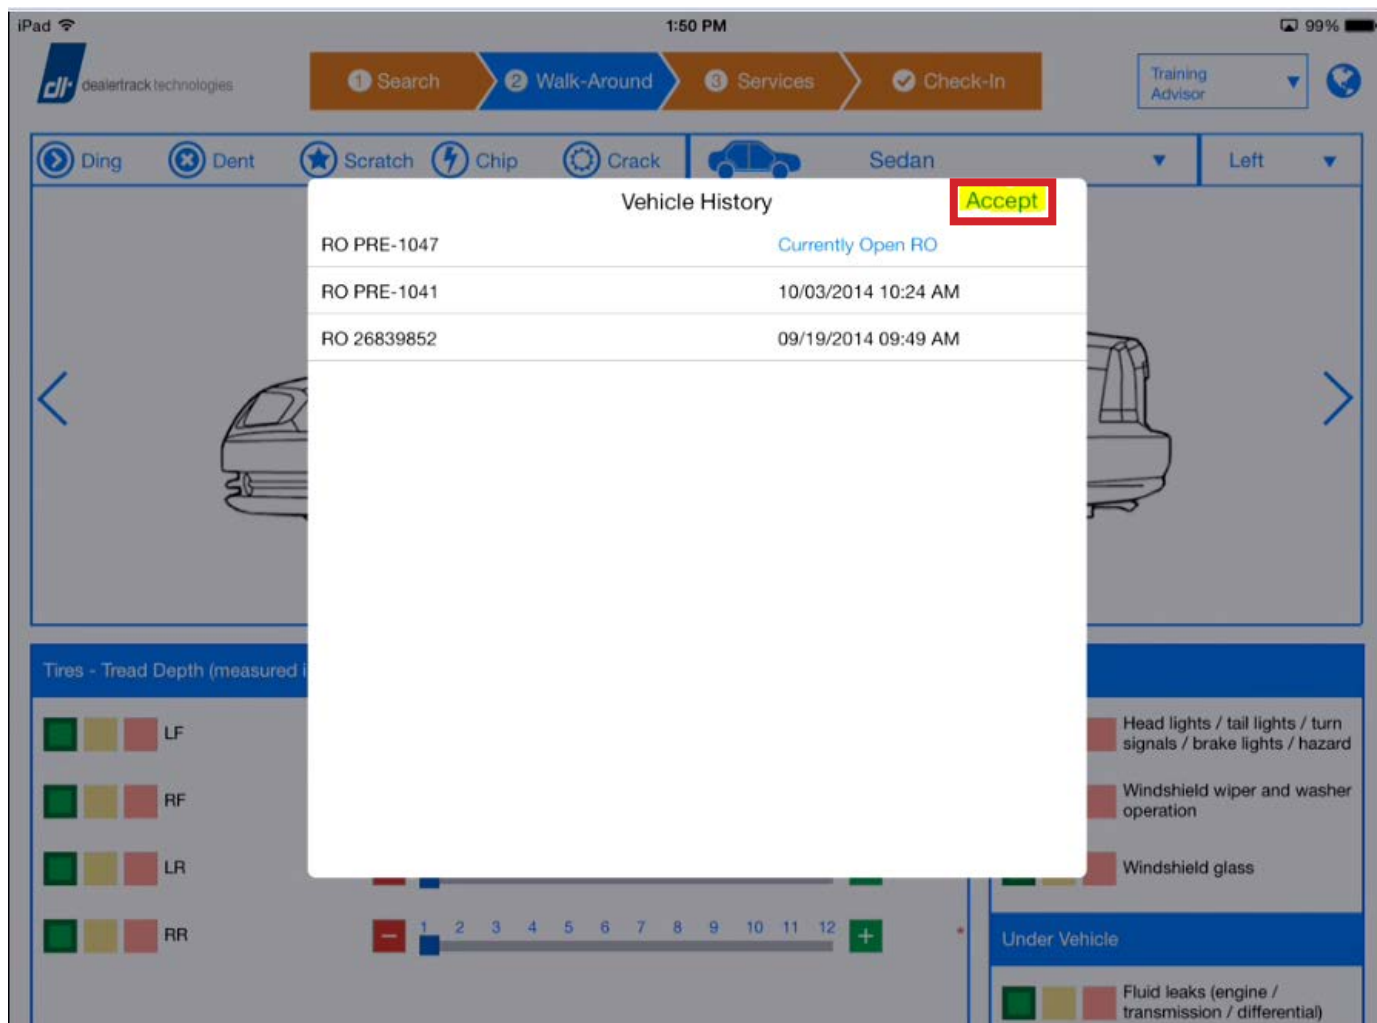 iPad
1:50 PM
99%
dealertrack technologies
1 Search
2 Walk-Around
3 Services
Check-In
Training
Advisor
Ding
Dent
Scratch
Chip
Crack
Sedan
Left
Vehicle History
Accept
RO PRE-1047
Currently Open RO
RO PRE-1041
10/03/2014 10:24 AM
RO 26839852
09/19/2014 09:49 AM
Tires - Tread Depth (measured
LF
RF
LR
RR
1 2 3 4 5 6 7 8 9 10 11 12
*
Head lights / tail lights / turn
signals / brake lights / hazard
Windshield wiper and washer
operation
Windshield glass
Under Vehicle
Fluid leaks (engine /
transmission / differential)